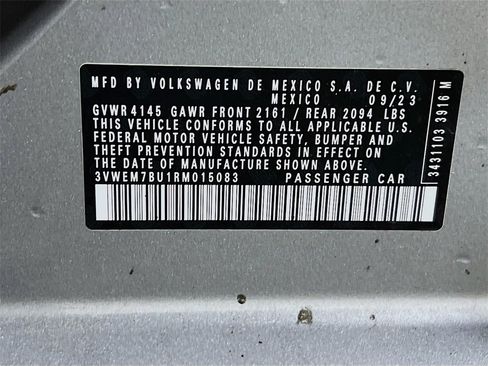 MFD BY VOLKSWAGEN DE MEXICO S.A. DE C.V.
MEXICO 09/23
GVWR 4145 GAWR FRONT 2161 / REAR 2094 LBS
THIS VEHICLE CONFORMS TO ALL APPLICABLE U.S.
FEDERAL MOTOR VEHICLE SAFETY, BUMPER AND
THEFT PREVENTION STANDARDS IN EFFECT ON THE
DATE OF MANUFACTURE SHOWN ABOVE.
3VWEM7BU1RM015083 PASSENGER CAR
3431103 3916 M